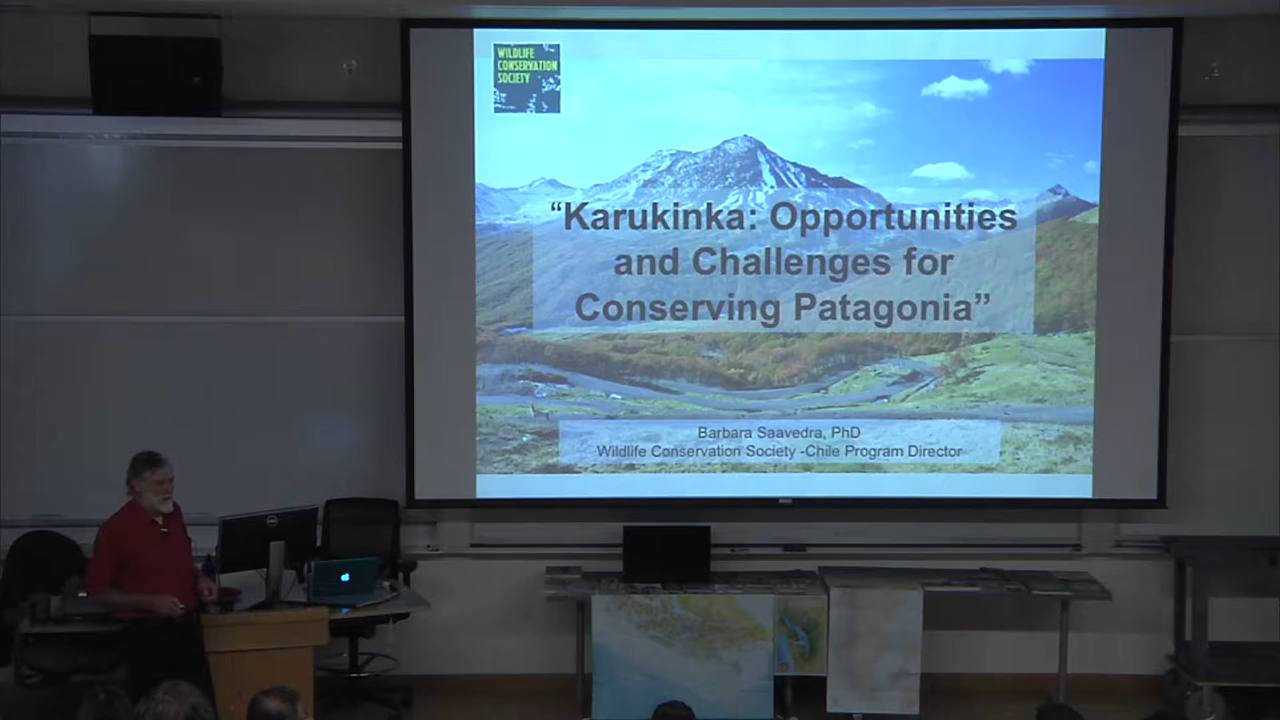 WILDLIFE
CONSERVATION
SOCIETY
“Karukinka: Opportunities
and Challenges for
Conserving Patagonia”
Barbara Saavedra, PhD
Wildlife Conservation Society -Chile Program Director
DELL